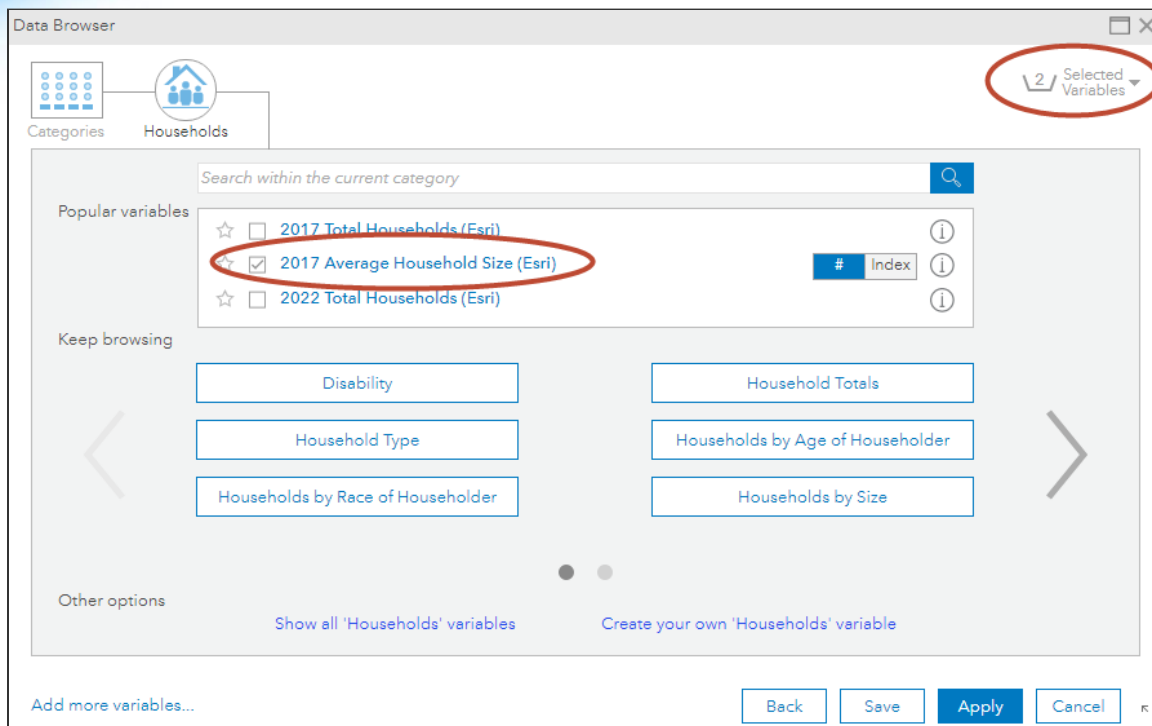 Data Browser
2 Selected
Variables
Categories
Households
Search within the current category
Popular variables
2017 Total Households (Esri)
2017 Average Household Size (Esri)
# Index i
2022 Total Households (Esri)
Keep browsing
Disability
Household Totals
Household Type
Households by Age of Householder
Households by Race of Householder
Households by Size
Other options
Show all 'Households' variables
Create your own 'Households' variable
Add more variables...
Back
Save
Apply
Cancel